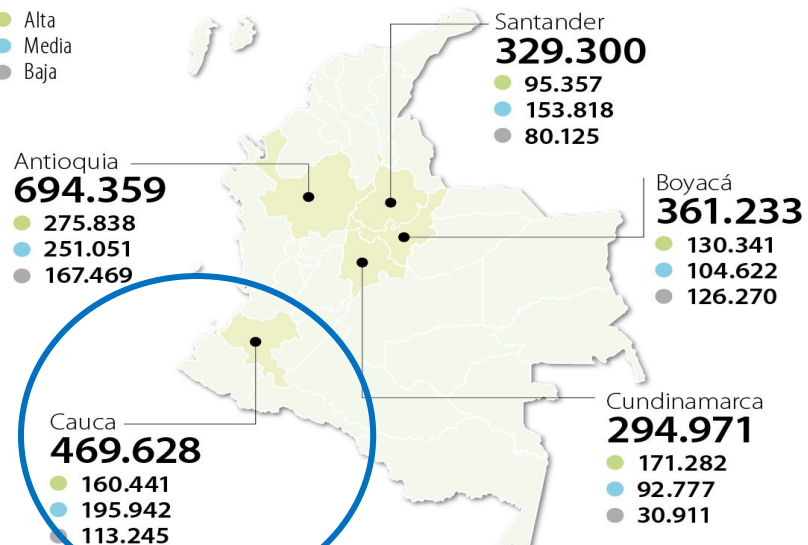 Alta
Media
Baja
Santander
329.300
95.357
153.818
80.125
Antioquia
694.359
275.838
251.051
167.469
Boyacá
361.233
130.341
104.622
126.270
Cauca
469.628
160.441
195.942
113.245
Cundinamarca
294.971
171.282
92.777
30.911